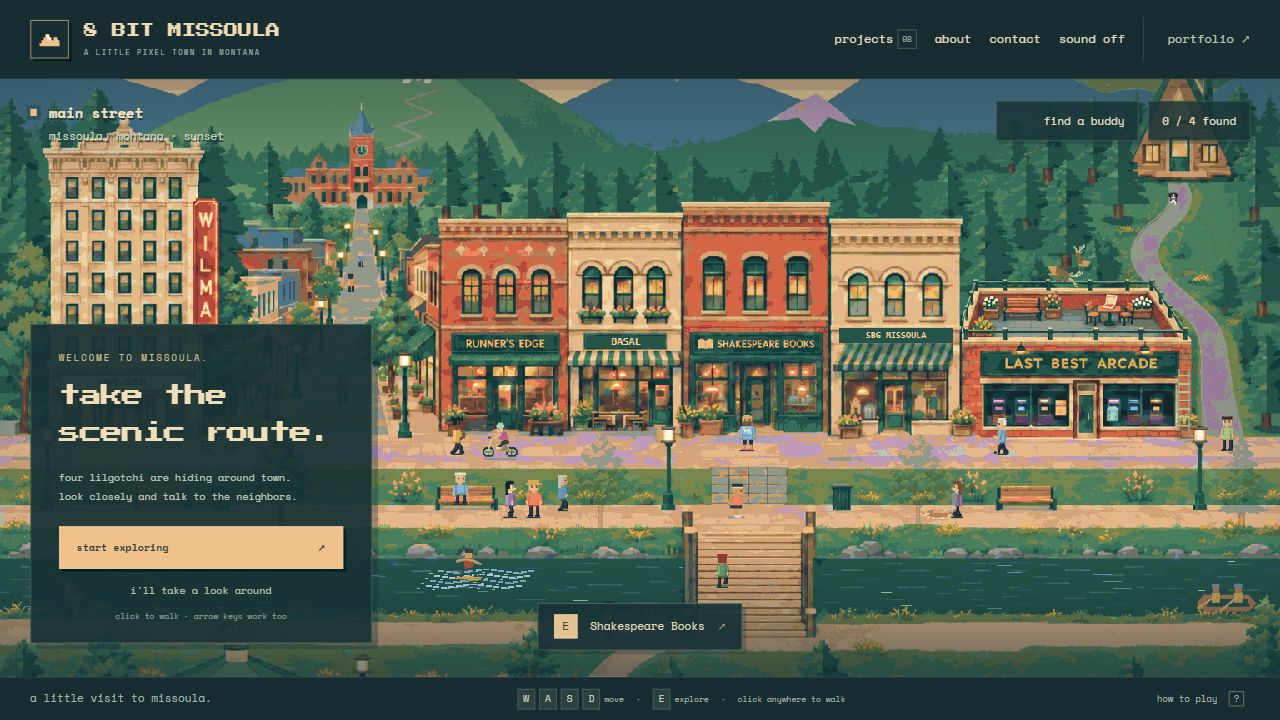 & BIT MISSOULA
A LITTLE PIXEL TOWN IN MONTANA
projects 08 about contact sound off portfolio ↗
main street
missoula, montana · sunset
find a buddy
0 / 4 found
WILMA
RUNNER'S EDGE
BASAL
SHAKESPEARE BOOKS
SBG MISSOULA
LAST BEST ARCADE
WELCOME TO MISSOULA.
take the
scenic route.
four lilgotchi are hiding around town.
look closely and talk to the neighbors.
start exploring ↗
i'll take a look around
click to walk · arrow keys work too
E Shakespeare Books ↗
a little visit to missoula.
W A S D move · E explore · click anywhere to walk
how to play ?